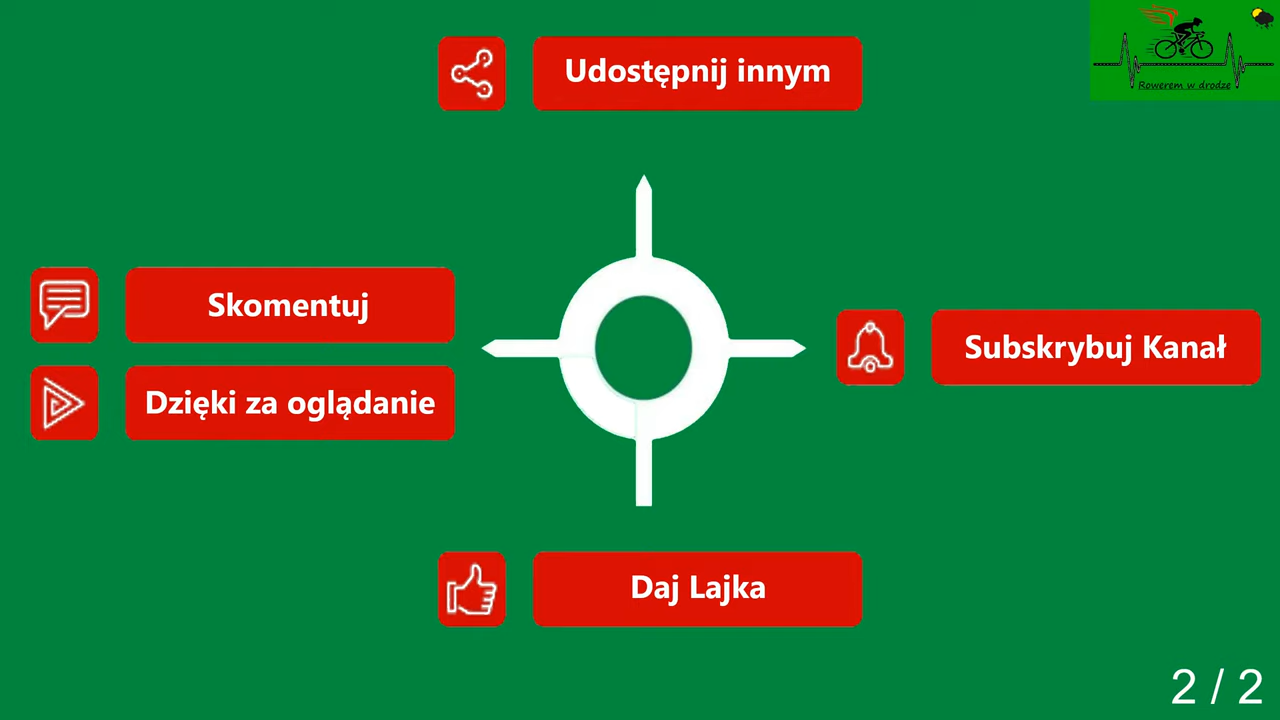 Udostępnij innym
Rowerem w drodze
Skomentuj
Dzięki za oglądanie
Subskrybuj Kanał
Daj Lajka
2 / 2